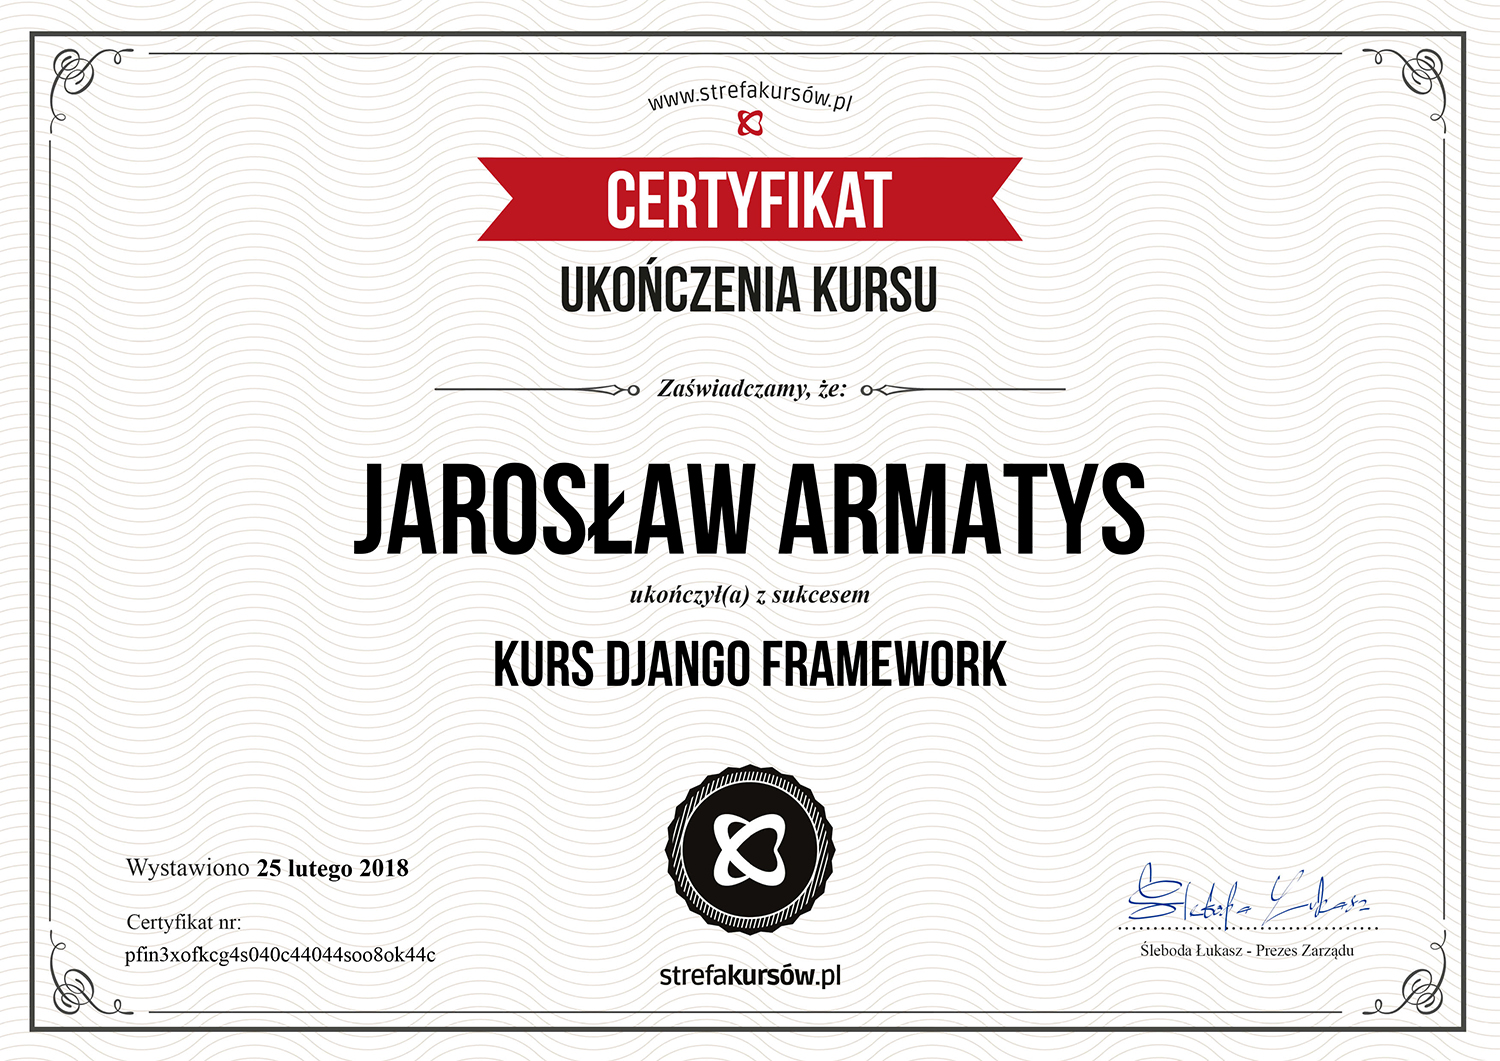 www.strefakursów.pl
CERTYFIKAT
UKOŃCZENIA KURSU
Zaświadczamy, że:
JAROSŁAW ARMATYS
ukończył(a) z sukcesem
KURS DJANGO FRAMEWORK
Wystawiono 25 lutego 2018
Certyfikat nr:
pfin3xofkcg4s040c44044soo8ok44c
strefakursów.pl
Śleboda Łukasz
Śleboda Łukasz - Prezes Zarządu